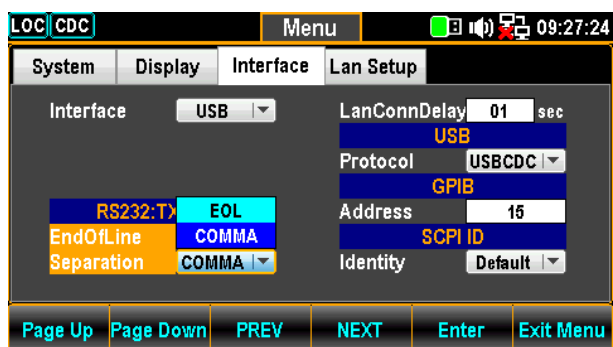 LOC CDC Menu 09:27:24
System Display Interface Lan Setup
Interface USB LanConnDelay 01 sec
USB
Protocol USBCDC
GPIB
RS232:TX EOL Address 15
EndOfLine COMMA SCPI ID
Separation COMMA Identity Default
Page Up Page Down PREV NEXT Enter Exit Menu